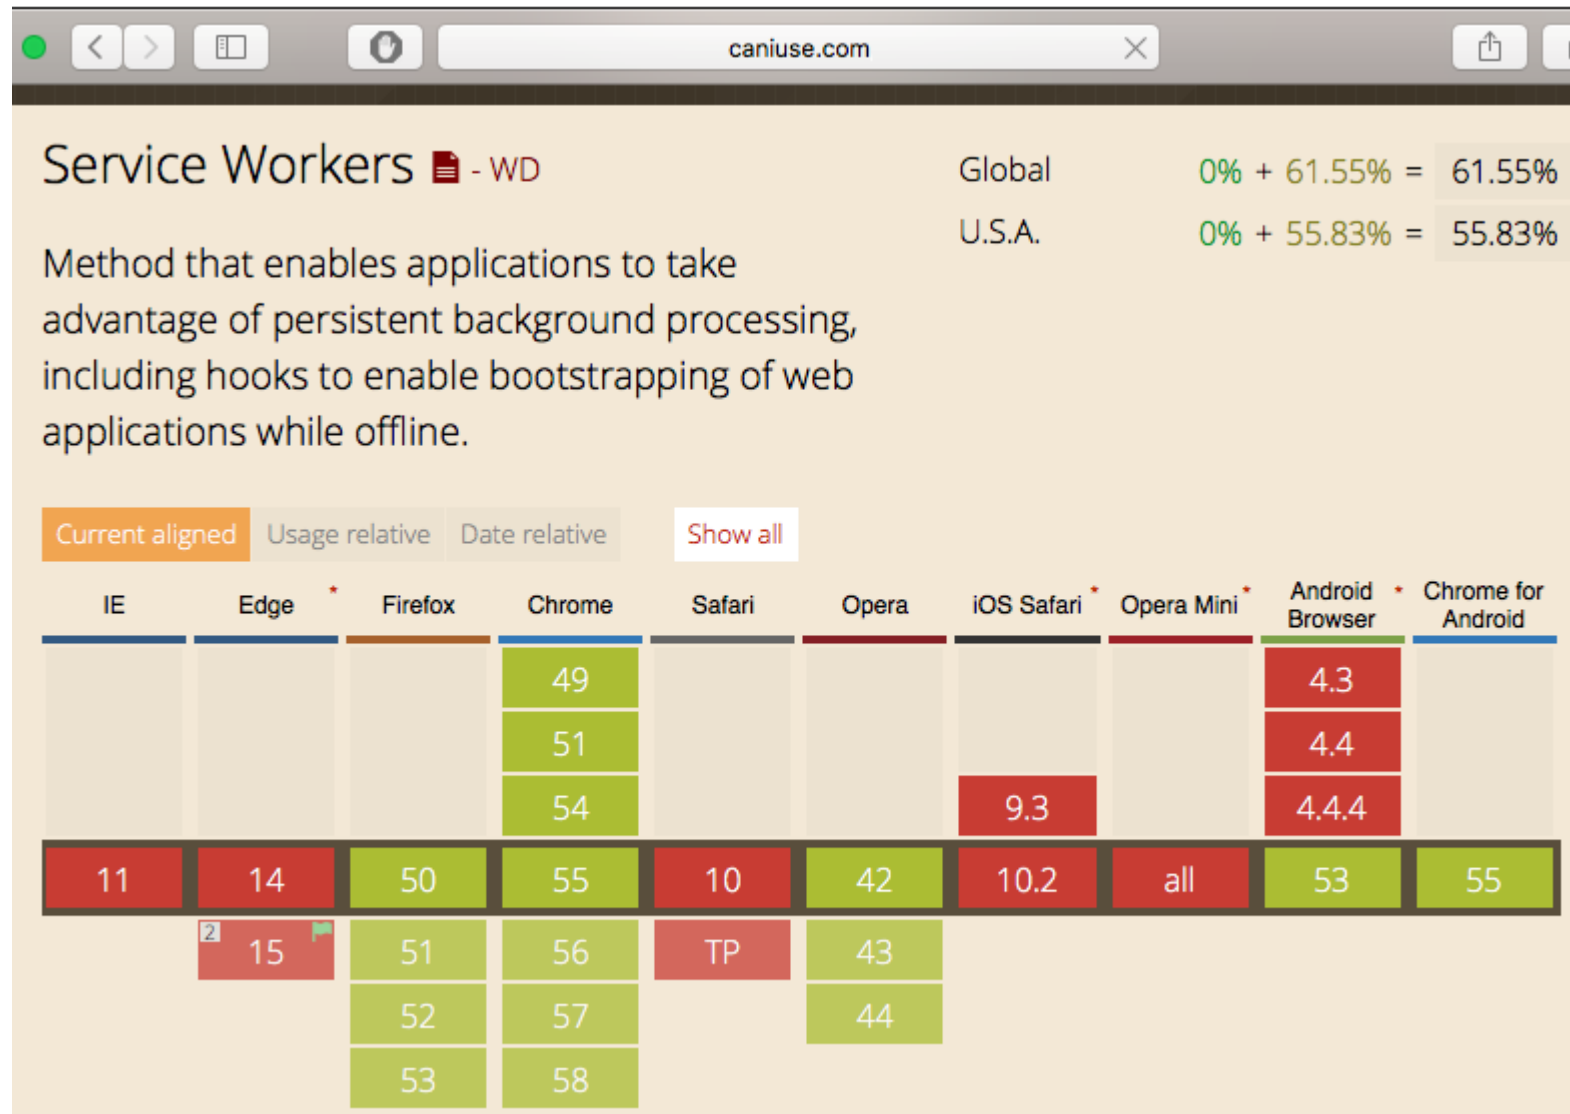 caniuse.com
Service Workers - WD
Global 0% + 61.55% = 61.55%
U.S.A. 0% + 55.83% = 55.83%
Method that enables applications to take
advantage of persistent background processing,
including hooks to enable bootstrapping of web
applications while offline.
Current aligned Usage relative Date relative Show all
IE Edge * Firefox Chrome Safari Opera iOS Safari * Opera Mini * Android Browser * Chrome for Android
49 4.3
51 4.4
54 9.3 4.4.4
11 14 50 55 10 42 10.2 all 53 55
2 15 51 56 TP 43
52 57 44
53 58